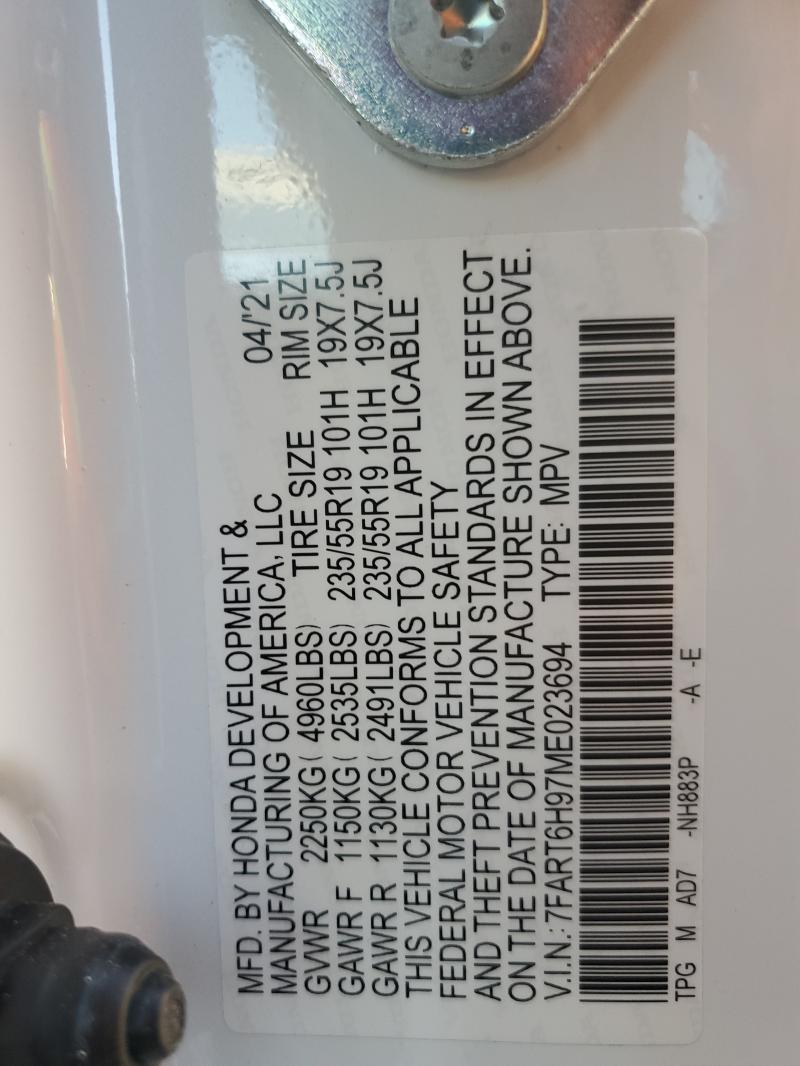 MFD. BY HONDA DEVELOPMENT &
MANUFACTURING OF AMERICA, LLC 04/'21
GVWR 2250KG( 4960LBS) TIRE SIZE RIM SIZE
GAWR F 1150KG( 2535LBS) 235/55R19 101H 19X7.5J
GAWR R 1130KG( 2491LBS) 235/55R19 101H 19X7.5J
THIS VEHICLE CONFORMS TO ALL APPLICABLE
FEDERAL MOTOR VEHICLE SAFETY
AND THEFT PREVENTION STANDARDS IN EFFECT
ON THE DATE OF MANUFACTURE SHOWN ABOVE.
V.I.N.: 7FART6H97ME023694 TYPE: MPV
TPG M AD7 -NH883P -A -E